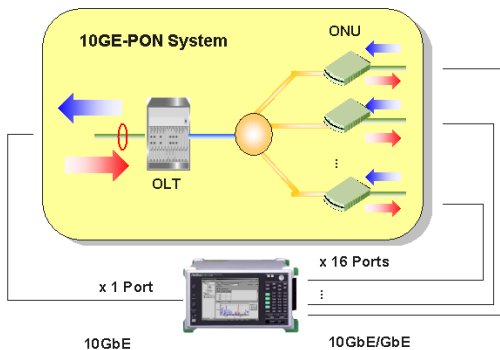 10GE-PON System
ONU
OLT
⋮
x 16 Ports
x 1 Port
⋮
10GbE
10GbE/GbE